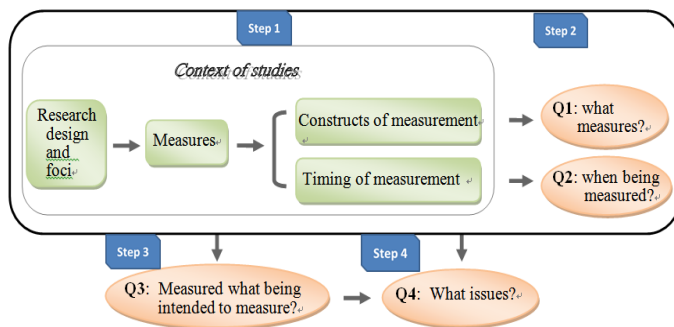 Step 1
Step 2
Context of studies
Research
design
and
foci
Measures
Constructs of measurement
Timing of measurement
Q1: what
measures?
Q2: when being
measured?
Step 3
Step 4
Q3: Measured what being
intended to measure?
Q4: What issues?